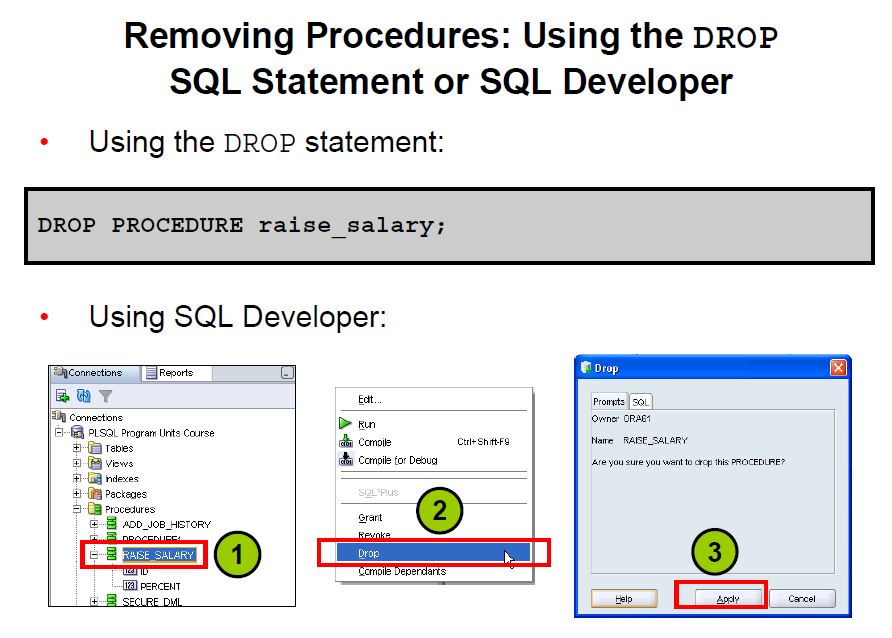 Removing Procedures: Using the DROP
SQL Statement or SQL Developer
• Using the DROP statement:
DROP PROCEDURE raise_salary;
• Using SQL Developer:
Connections
Reports
Connections
PLSQL Program Units Course
Tables
Views
Indexes
Packages
Procedures
ADD_JOB_HISTORY
PROCEDURE1
RAISE_SALARY
ID
PERCENT
SECURE_DML
1
Edit...
Run
Compile Ctrl+Shift-F9
Compile for Debug
SQL*Plus
Grant
Revoke
Drop
Compile Dependants
2
Drop
Prompts SQL
Owner ORA61
Name RAISE_SALARY
Are you sure you want to drop this PROCEDURE?
3
Help Apply Cancel